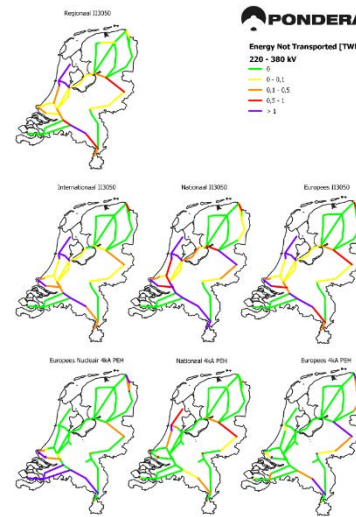 Regionaal II3050
PONDERA
Energy Not Transported [TWh]
220 - 380 kV
0
0 - 0,1
0,1 - 0,5
0,5 - 1
> 1
Internationaal II3050
Nationaal II3050
Europees II3050
Europees Nucleair 4kA PEH
Nationaal 4kA PEH
Europees 4kA PEH